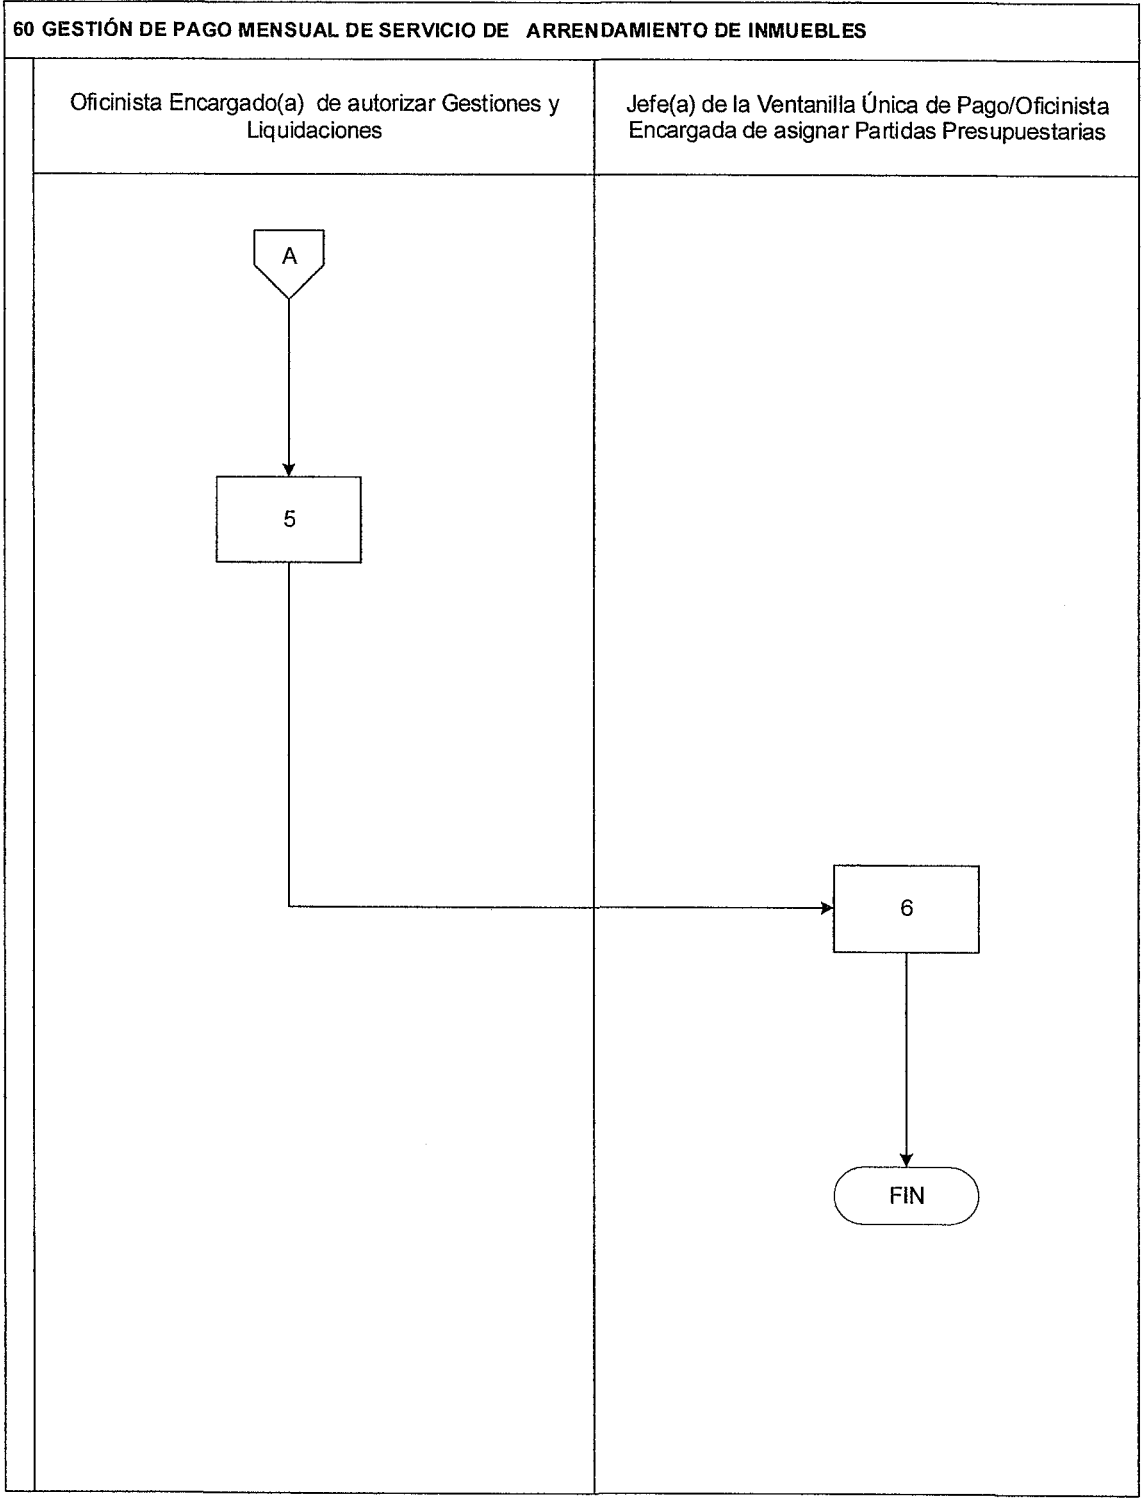 60 GESTIÓN DE PAGO MENSUAL DE SERVICIO DE ARRENDAMIENTO DE INMUEBLES
Oficinista Encargado(a) de autorizar Gestiones y
Liquidaciones
Jefe(a) de la Ventanilla Única de Pago/Oficinista
Encargada de asignar Partidas Presupuestarias
A
5
6
FIN